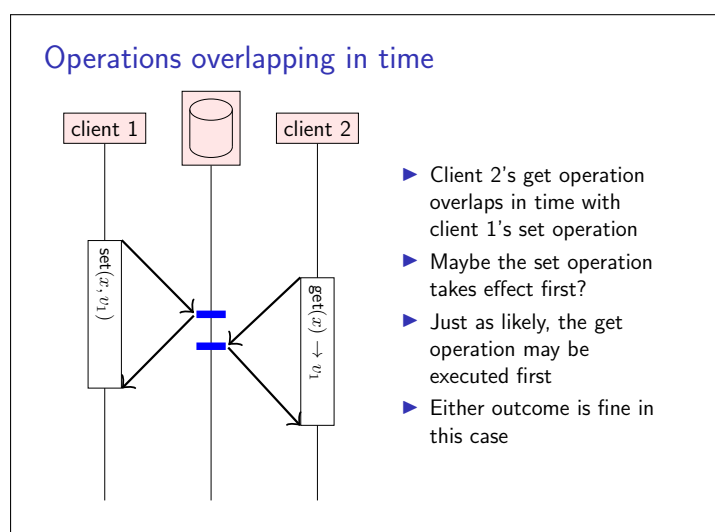 Operations overlapping in time
client 1
client 2
set(x, v₁)
get(x) → v₁
▶ Client 2's get operation
overlaps in time with
client 1's set operation
▶ Maybe the set operation
takes effect first?
▶ Just as likely, the get
operation may be
executed first
▶ Either outcome is fine in
this case